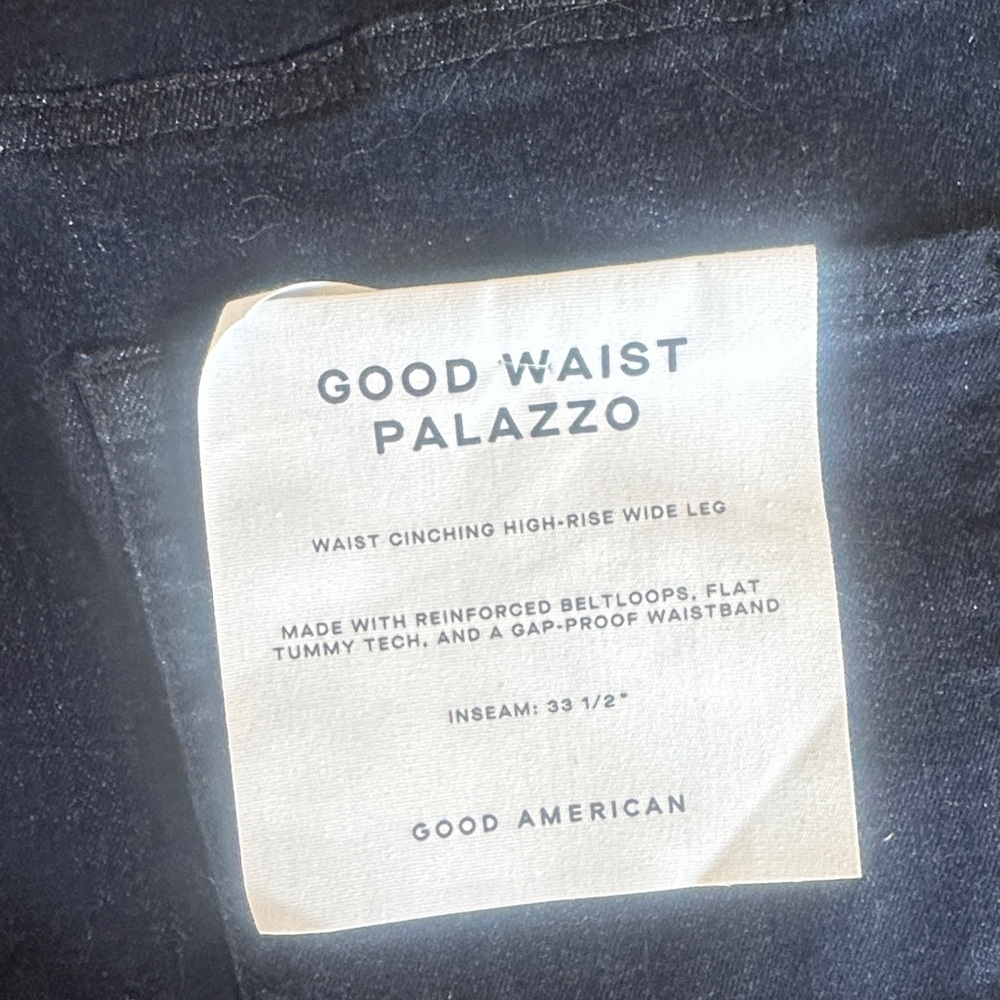 GOOD WAIST
PALAZZO
WAIST CINCHING HIGH-RISE WIDE LEG
MADE WITH REINFORCED BELTLOOPS, FLAT
TUMMY TECH, AND A GAP-PROOF WAISTBAND
INSEAM: 33 1/2"
GOOD AMERICAN